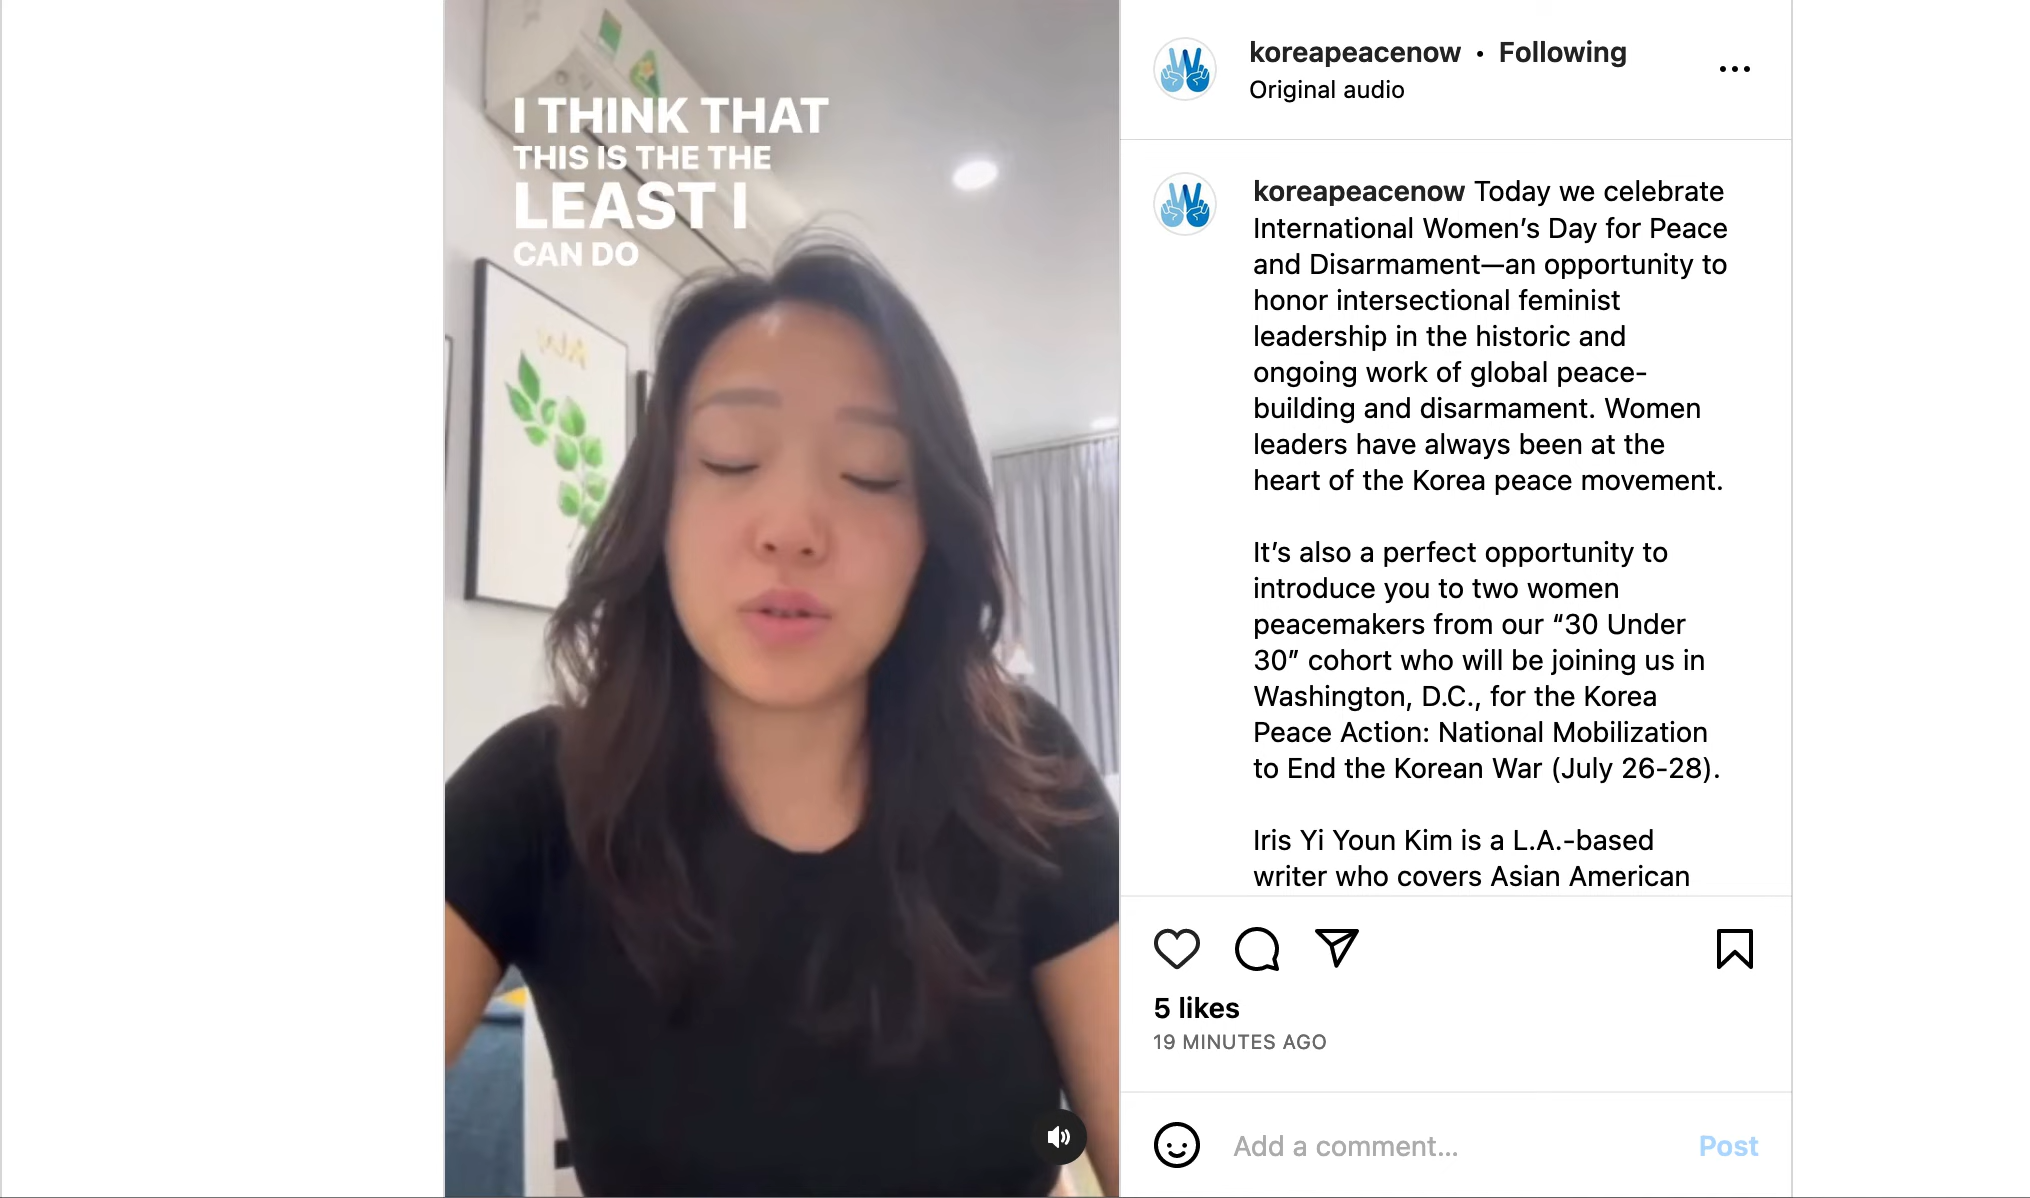 I THINK THAT
THIS IS THE THE
LEAST I
CAN DO
koreapeacenow • Following
Original audio
koreapeacenow Today we celebrate
International Women’s Day for Peace
and Disarmament—an opportunity to
honor intersectional feminist
leadership in the historic and
ongoing work of global peace-
building and disarmament. Women
leaders have always been at the
heart of the Korea peace movement.
It’s also a perfect opportunity to
introduce you to two women
peacemakers from our “30 Under
30” cohort who will be joining us in
Washington, D.C., for the Korea
Peace Action: National Mobilization
to End the Korean War (July 26-28).
Iris Yi Youn Kim is a L.A.-based
writer who covers Asian American
5 likes
19 MINUTES AGO
Add a comment...
Post